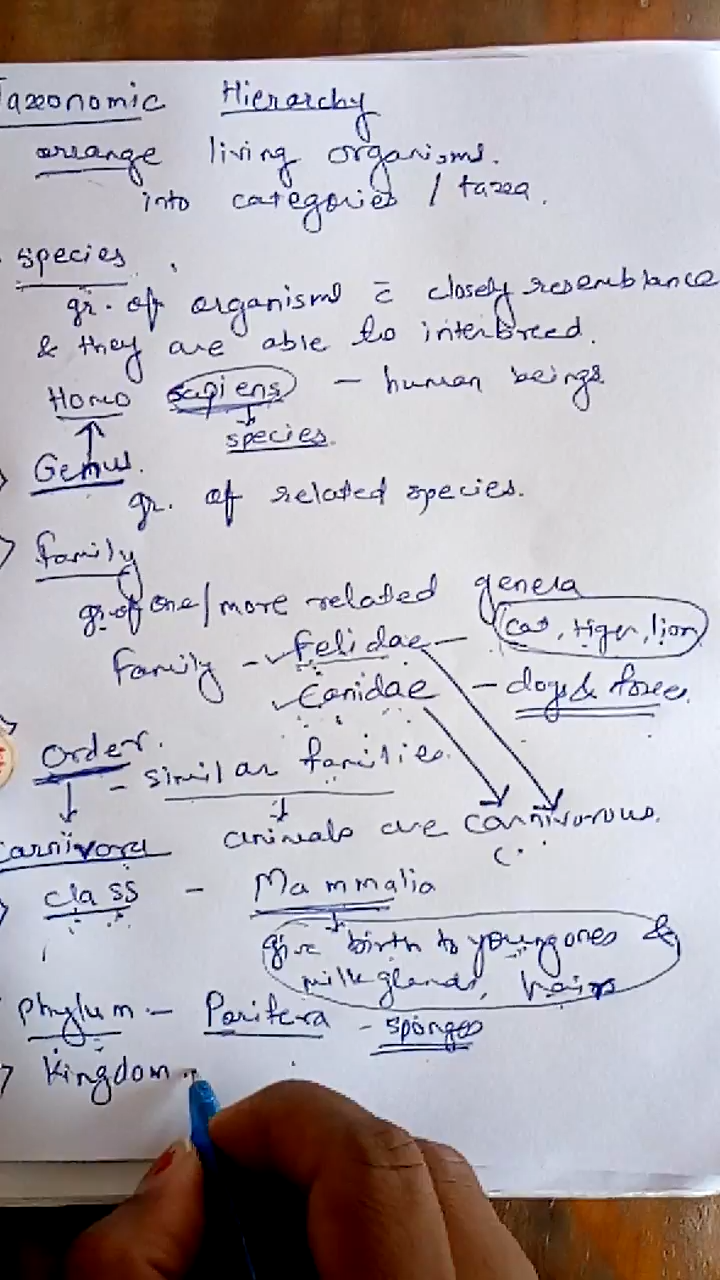 Taxonomic Hierarchy
arrange living organisms.
into categories / taxa.
species
gr. of organisms c̄ closely resemblance
& they are able to interbreed.
Homo sapiens - human beings
species.
Genus.
gr. of related species.
family
gr. of one/more related genera
family - Felidae - cat, tiger, lion
Canidae - dogs & foxes.
Order.
- similar families.
Carnivora animals are carnivorous.
class - Mammalia
give birth to young ones &
milk glands, hairs
Phylum - Porifera - sponges
Kingdom